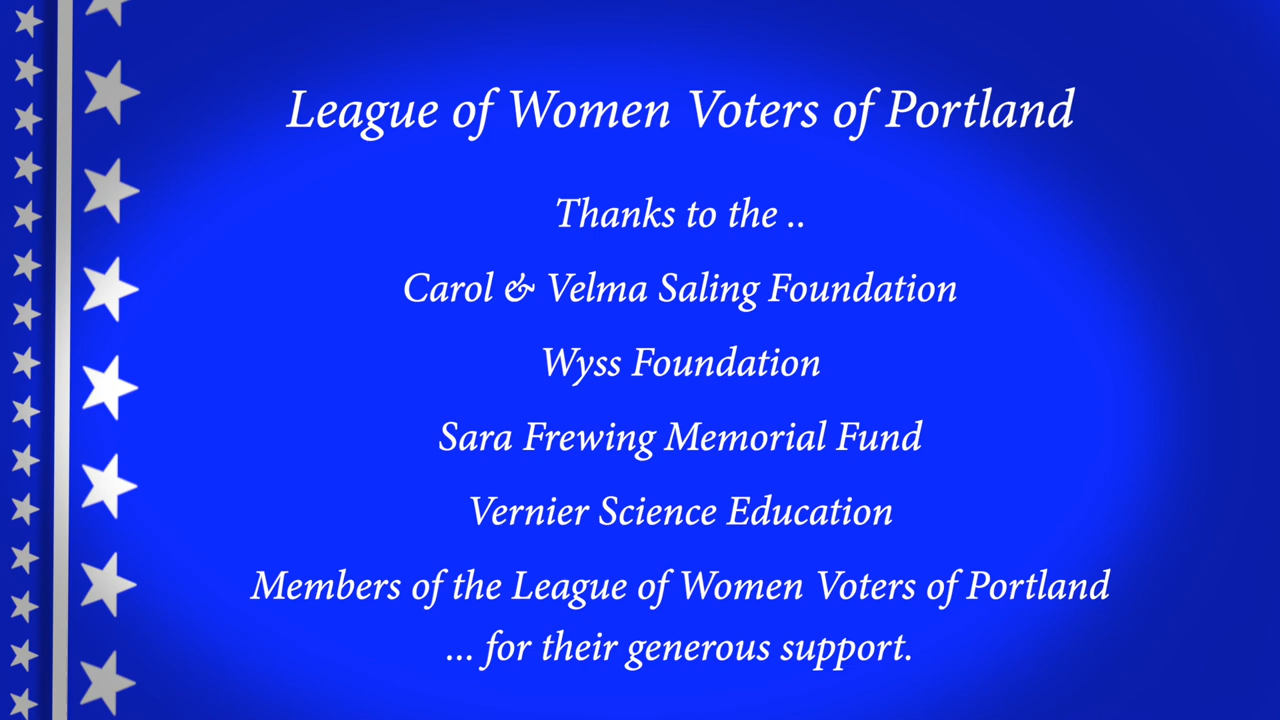 League of Women Voters of Portland
Thanks to the ..
Carol & Velma Saling Foundation
Wyss Foundation
Sara Frewing Memorial Fund
Vernier Science Education
Members of the League of Women Voters of Portland
... for their generous support.